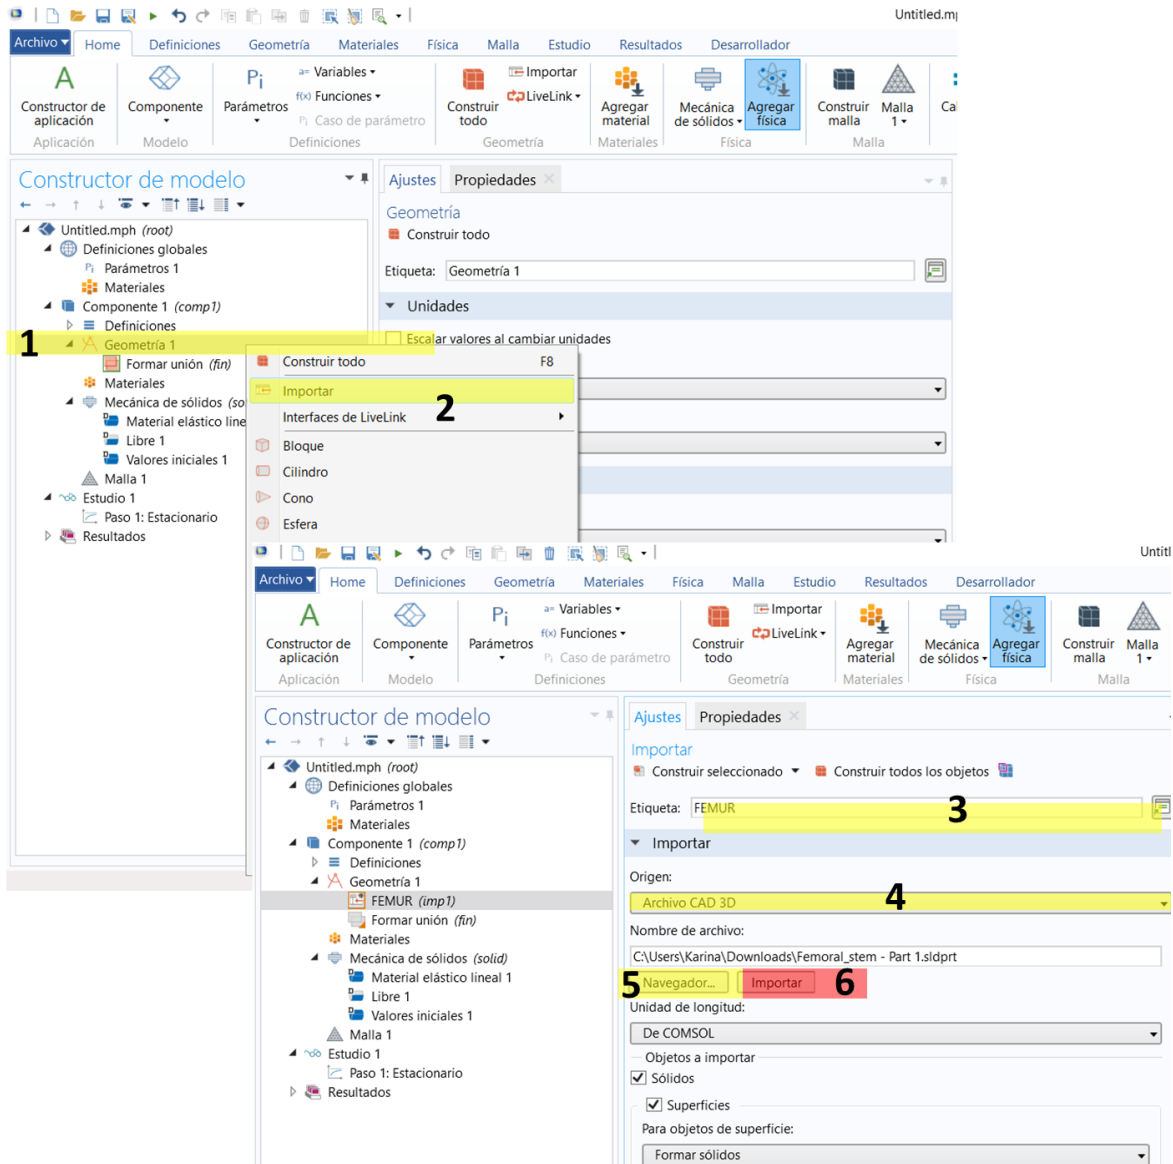 Untitled.mp
Archivo Home Definiciones Geometría Materiales Física Malla Estudio Resultados Desarrollador
A Pi a= Variables Importar
Constructor de aplicación
Componente
Parámetros
f(x) Funciones
Pi Caso de parámetro
Construir todo
LiveLink
Agregar material
Mecánica de sólidos
Agregar física
Construir malla
Malla 1
Aplicación Modelo Definiciones Geometría Materiales Física Malla
Constructor de modelo
Untitled.mph (root)
Definiciones globales
Pi Parámetros 1
Materiales
Componente 1 (comp1)
Definiciones
1 Geometría 1
Formar unión (fin)
Materiales
Mecánica de sólidos (so
Material elástico line
Libre 1
Valores iniciales 1
Malla 1
Estudio 1
Paso 1: Estacionario
Resultados
Ajustes Propiedades
Geometría
Construir todo
Etiqueta: Geometría 1
Unidades
Escalar valores al cambiar unidades
Construir todo F8
Importar
2
Interfaces de LiveLink
Bloque
Cilindro
Cono
Esfera
Untitl
Archivo Home Definiciones Geometría Materiales Física Malla Estudio Resultados Desarrollador
A Pi a= Variables Importar
Constructor de aplicación
Componente
Parámetros
f(x) Funciones
Pi Caso de parámetro
Construir todo
LiveLink
Agregar material
Mecánica de sólidos
Agregar física
Construir malla
Malla 1
Aplicación Modelo Definiciones Geometría Materiales Física Malla
Constructor de modelo
Untitled.mph (root)
Definiciones globales
Pi Parámetros 1
Materiales
Componente 1 (comp1)
Definiciones
Geometría 1
FEMUR (imp1)
Formar unión (fin)
Materiales
Mecánica de sólidos (solid)
Material elástico lineal 1
Libre 1
Valores iniciales 1
Malla 1
Estudio 1
Paso 1: Estacionario
Resultados
Ajustes Propiedades
Importar
Construir seleccionado Construir todos los objetos
Etiqueta: FEMUR 3
Importar
Origen:
Archivo CAD 3D 4
Nombre de archivo:
C:\Users\Karina\Downloads\Femoral_stem - Part 1.sldprt
5 Navegador... Importar 6
Unidad de longitud:
De COMSOL
Objetos a importar
Sólidos
Superficies
Para objetos de superficie:
Formar sólidos